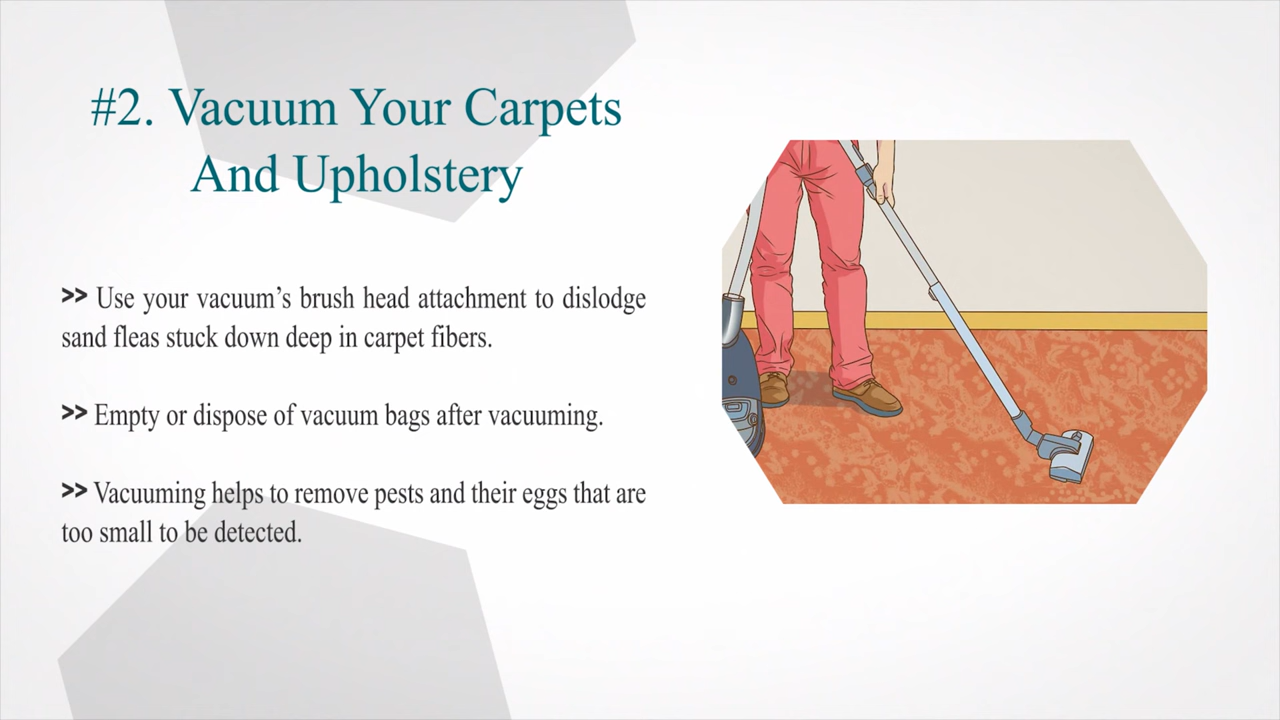 #2. Vacuum Your Carpets
And Upholstery
>> Use your vacuum’s brush head attachment to dislodge
sand fleas stuck down deep in carpet fibers.
>> Empty or dispose of vacuum bags after vacuuming.
>> Vacuuming helps to remove pests and their eggs that are
too small to be detected.